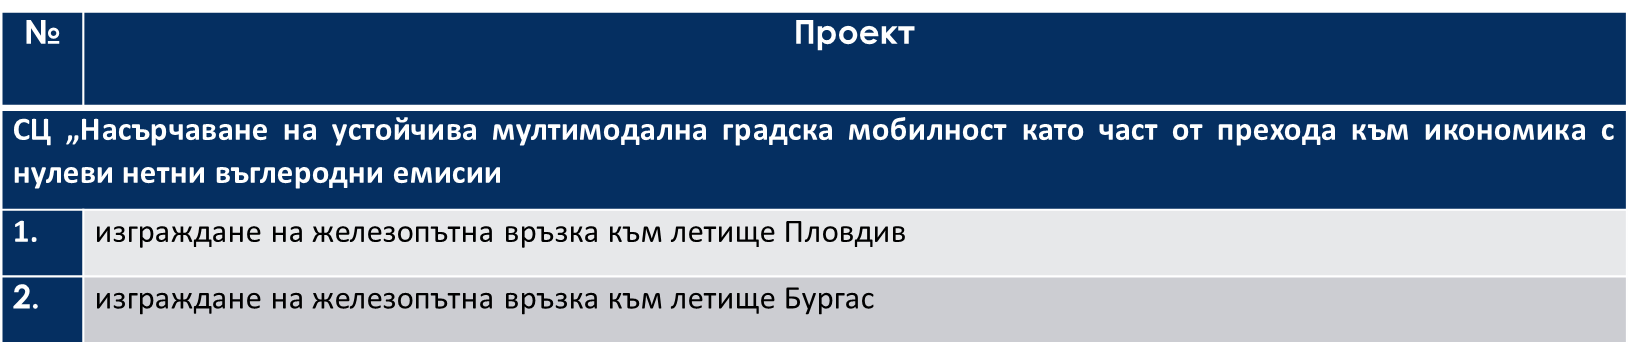 № Проект
СЦ „Насърчаване на устойчива мултимодална градска мобилност като част от прехода към икономика с
нулеви нетни въглеродни емисии
1. изграждане на железопътна връзка към летище Пловдив
2. изграждане на железопътна връзка към летище Бургас